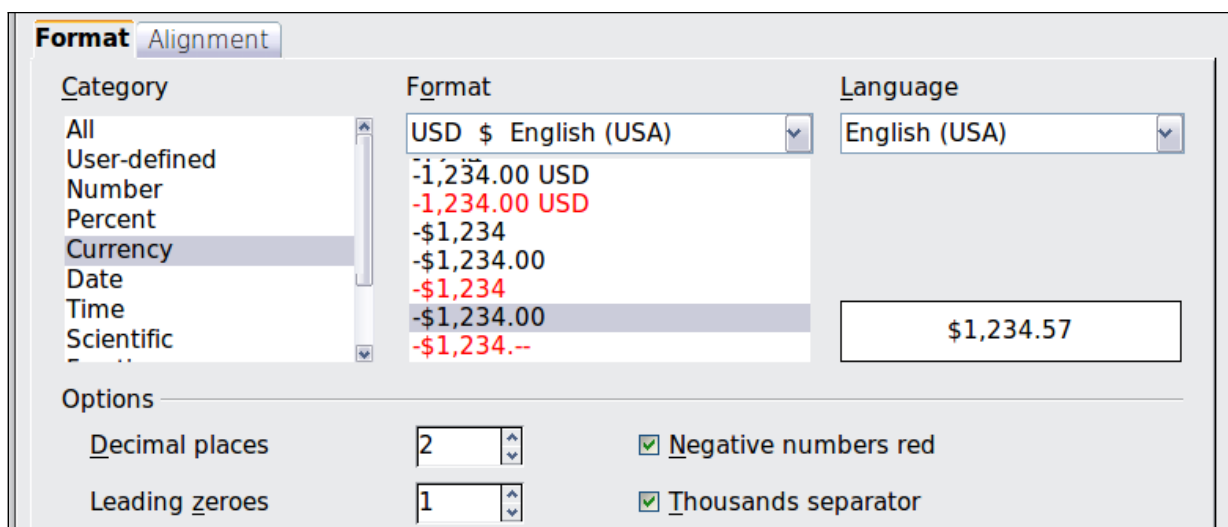 Format Alignment
Category
All
User-defined
Number
Percent
Currency
Date
Time
Scientific
Format
USD $ English (USA)
-1,234.00 USD
-1,234.00 USD
-$1,234
-$1,234.00
-$1,234
-$1,234.00
-$1,234.--
Language
English (USA)
$1,234.57
Options
Decimal places 2
Negative numbers red
Leading zeroes 1
Thousands separator